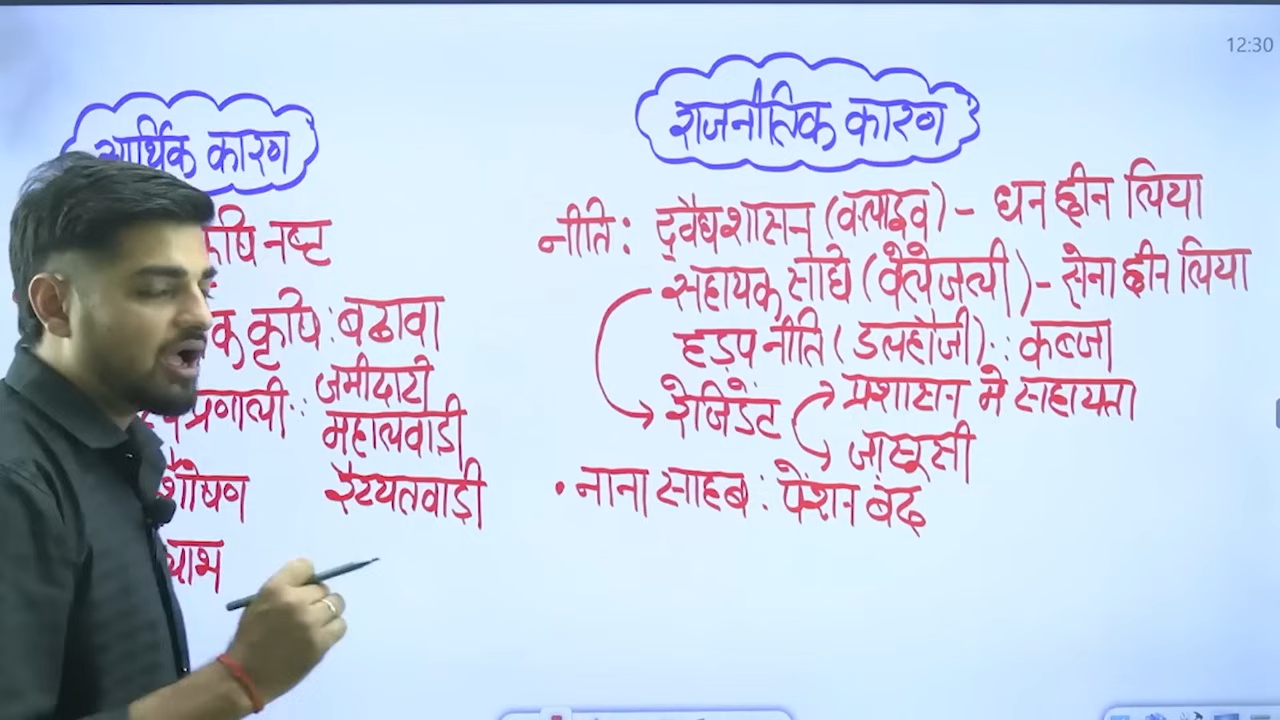 12:30
आर्थिक कारण
कृषि नष्ट
कृषि : बढावा
प्रणाली : जमीदारी
महालवाड़ी
शोषण रैय्यतवाड़ी
लाभ
राजनीतिक कारण
नीति : द्वैधशासन (क्लाइव) - धन छीन लिया
सहायक संधि (वेलेजली) - सेना छीन लिया
हड़प नीति (डलहौजी) : कब्जा
रेजिडेंट प्रशासन मे सहायता
जासूसी
• नाना साहब : पेंशन बंद